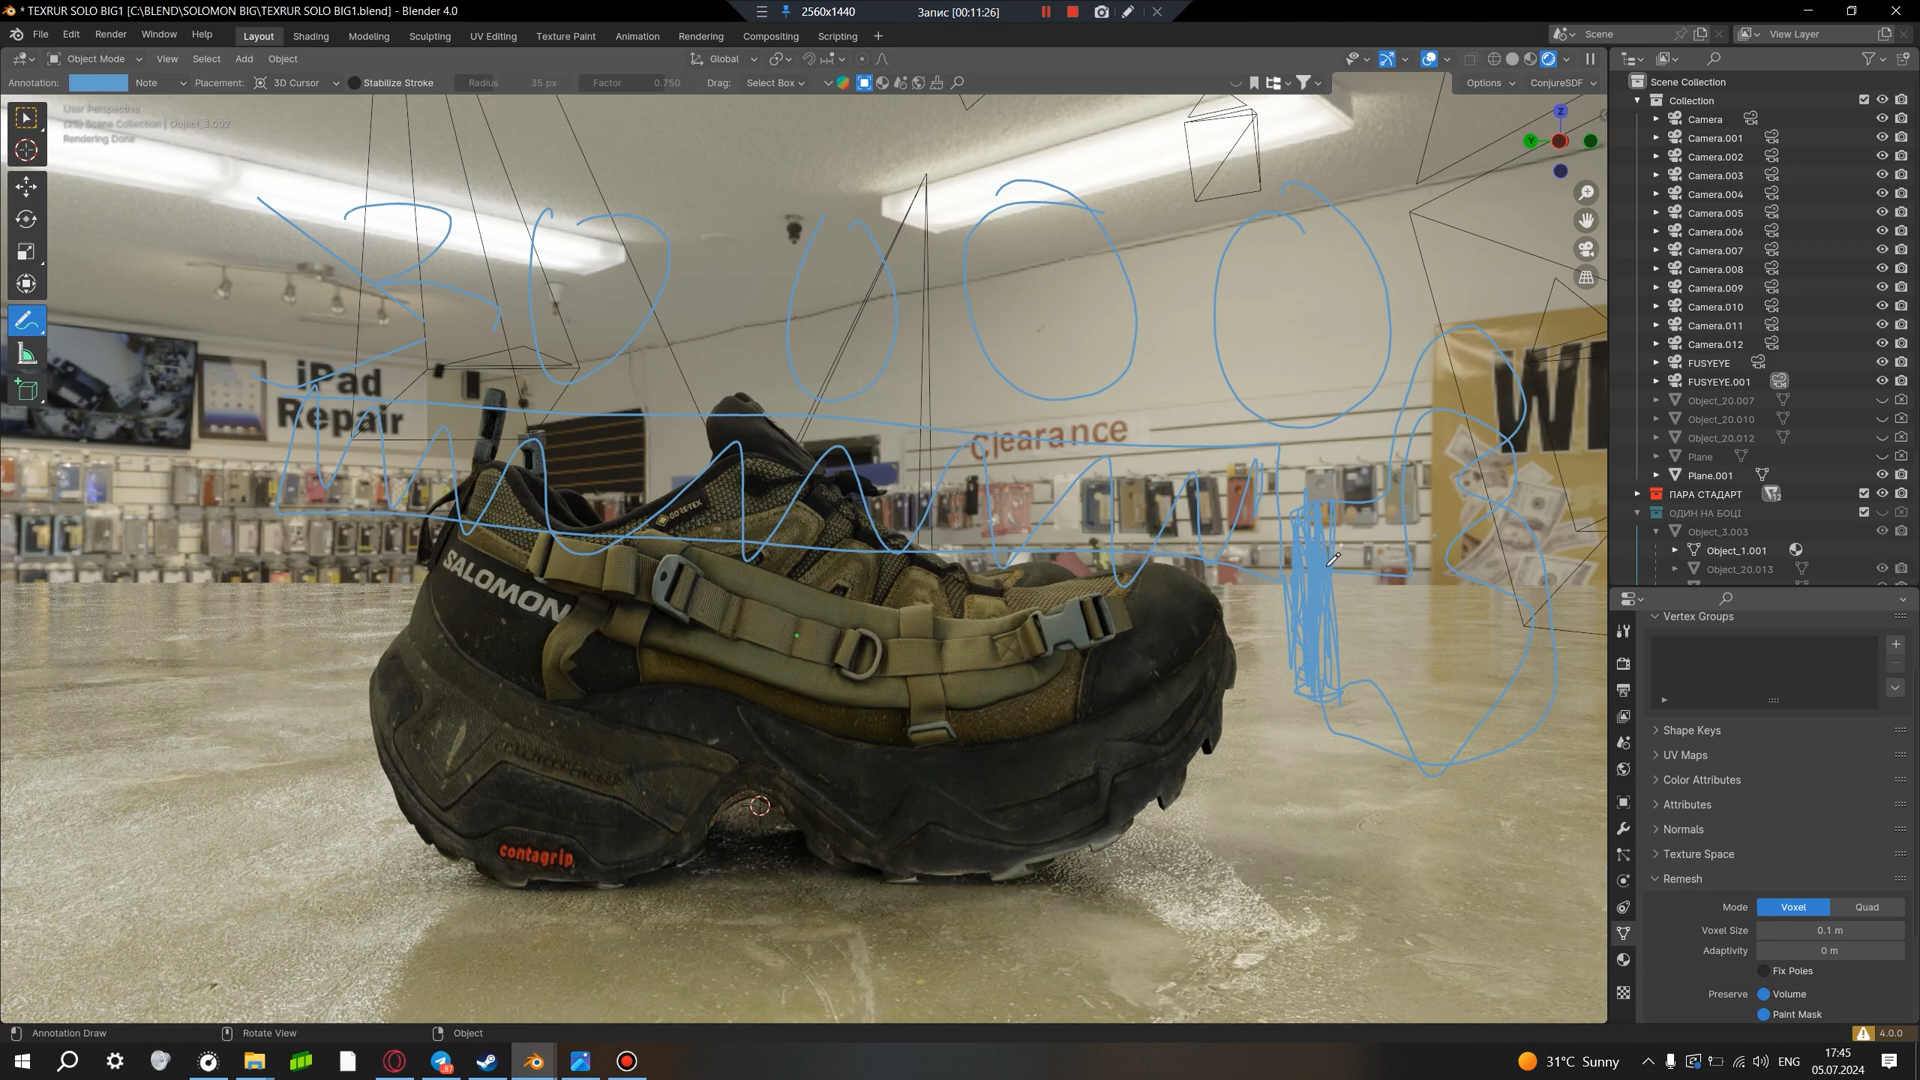 * TEXRUR SOLO BIG1 [C:\BLEND\SOLOMON BIG\TEXRUR SOLO BIG1.blend] - Blender 4.0
2560x1440
Запис [00:11:26]
File Edit Render Window Help
Layout Shading Modeling Sculpting UV Editing Texture Paint Animation Rendering Compositing Scripting +
Scene
View Layer
Object Mode View Select Add Object
Global
Annotation: Note Placement: 3D Cursor Stabilize Stroke Radius 35 px Factor 0.750 Drag: Select Box
Options ConjureSDF
User Perspective
(25) Scene Collection | Object_3.002
Rendering Done
Z
Y
iPad
Repair
Clearance
GORETEX
SALOMON
contagrip
Scene Collection
Collection
Camera
Camera.001
Camera.002
Camera.003
Camera.004
Camera.005
Camera.006
Camera.007
Camera.008
Camera.009
Camera.010
Camera.011
Camera.012
FUSYEYE
FUSYEYE.001
Object_20.007
Object_20.010
Object_20.012
Plane
Plane.001
ПАРА СТАДАРТ
ОДИН НА БОЦІ
Object_3.003
Object_1.001
Object_20.013
Vertex Groups
Shape Keys
UV Maps
Color Attributes
Attributes
Normals
Texture Space
Remesh
Mode Voxel Quad
Voxel Size 0.1 m
Adaptivity 0 m
Fix Poles
Preserve Volume
Paint Mask
Annotation Draw Rotate View Object
4.0.0
87
31°C Sunny
ENG
17:45
05.07.2024